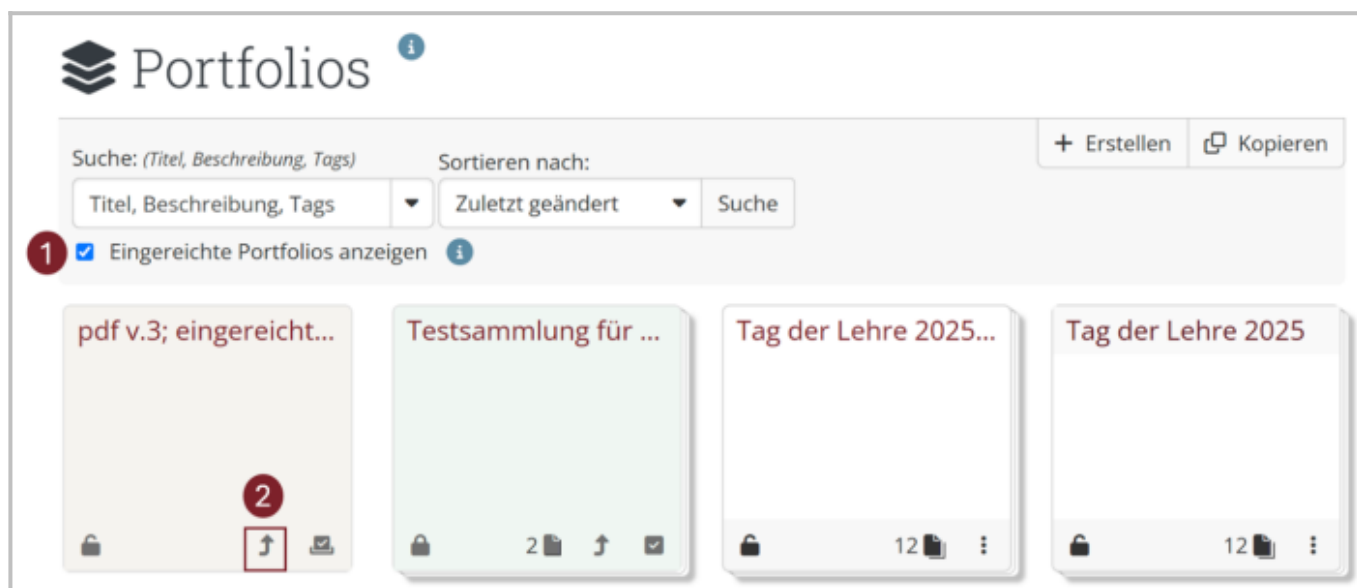 Portfolios
+ Erstellen Kopieren
Suche: (Titel, Beschreibung, Tags) Sortieren nach:
Titel, Beschreibung, Tags Zuletzt geändert Suche
1 Eingereichte Portfolios anzeigen
pdf v.3; eingereicht... Testsammlung für ... Tag der Lehre 2025... Tag der Lehre 2025
2
2 12 12